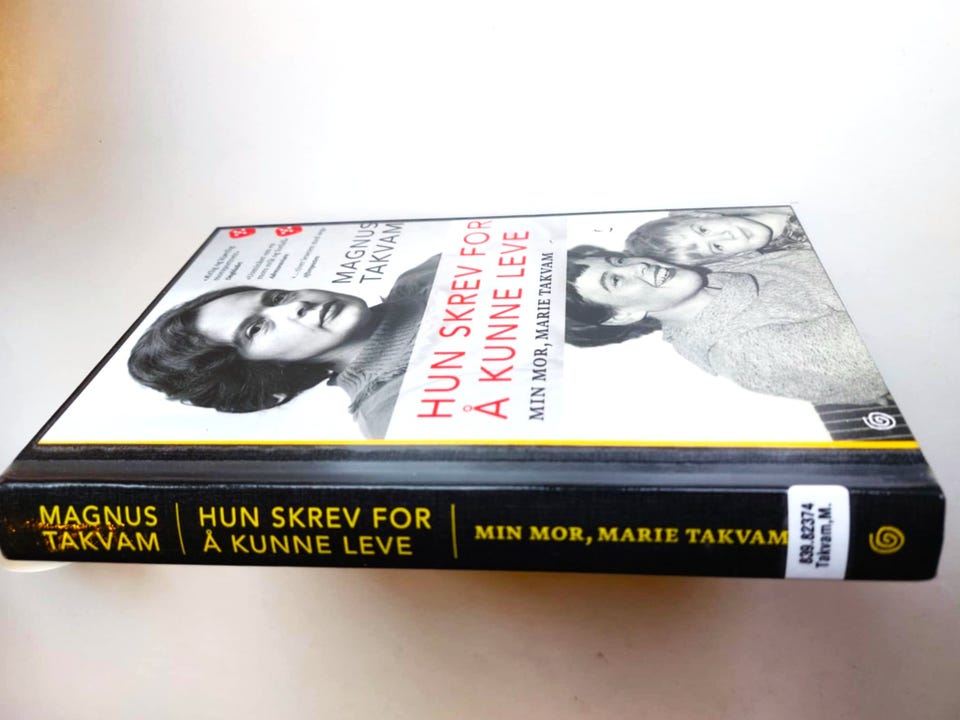 MAGNUS
TAKVAM
HUN SKREV FOR
Å KUNNE LEVE
MIN MOR, MARIE TAKVAM
MAGNUS
TAKVAM
HUN SKREV FOR
Å KUNNE LEVE
MIN MOR, MARIE TAKVAM
839.82374
Takvam,M.